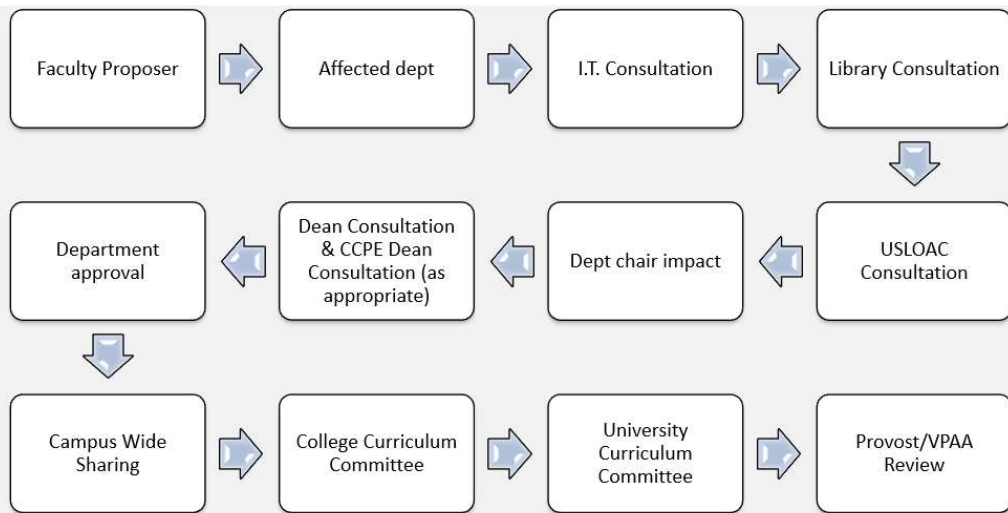 Faculty Proposer
Affected dept
I.T. Consultation
Library Consultation
USLOAC
Consultation
Dept chair impact
Dean Consultation
& CCPE Dean
Consultation (as
appropriate)
Department
approval
Campus Wide
Sharing
College Curriculum
Committee
University
Curriculum
Committee
Provost/VPAA
Review